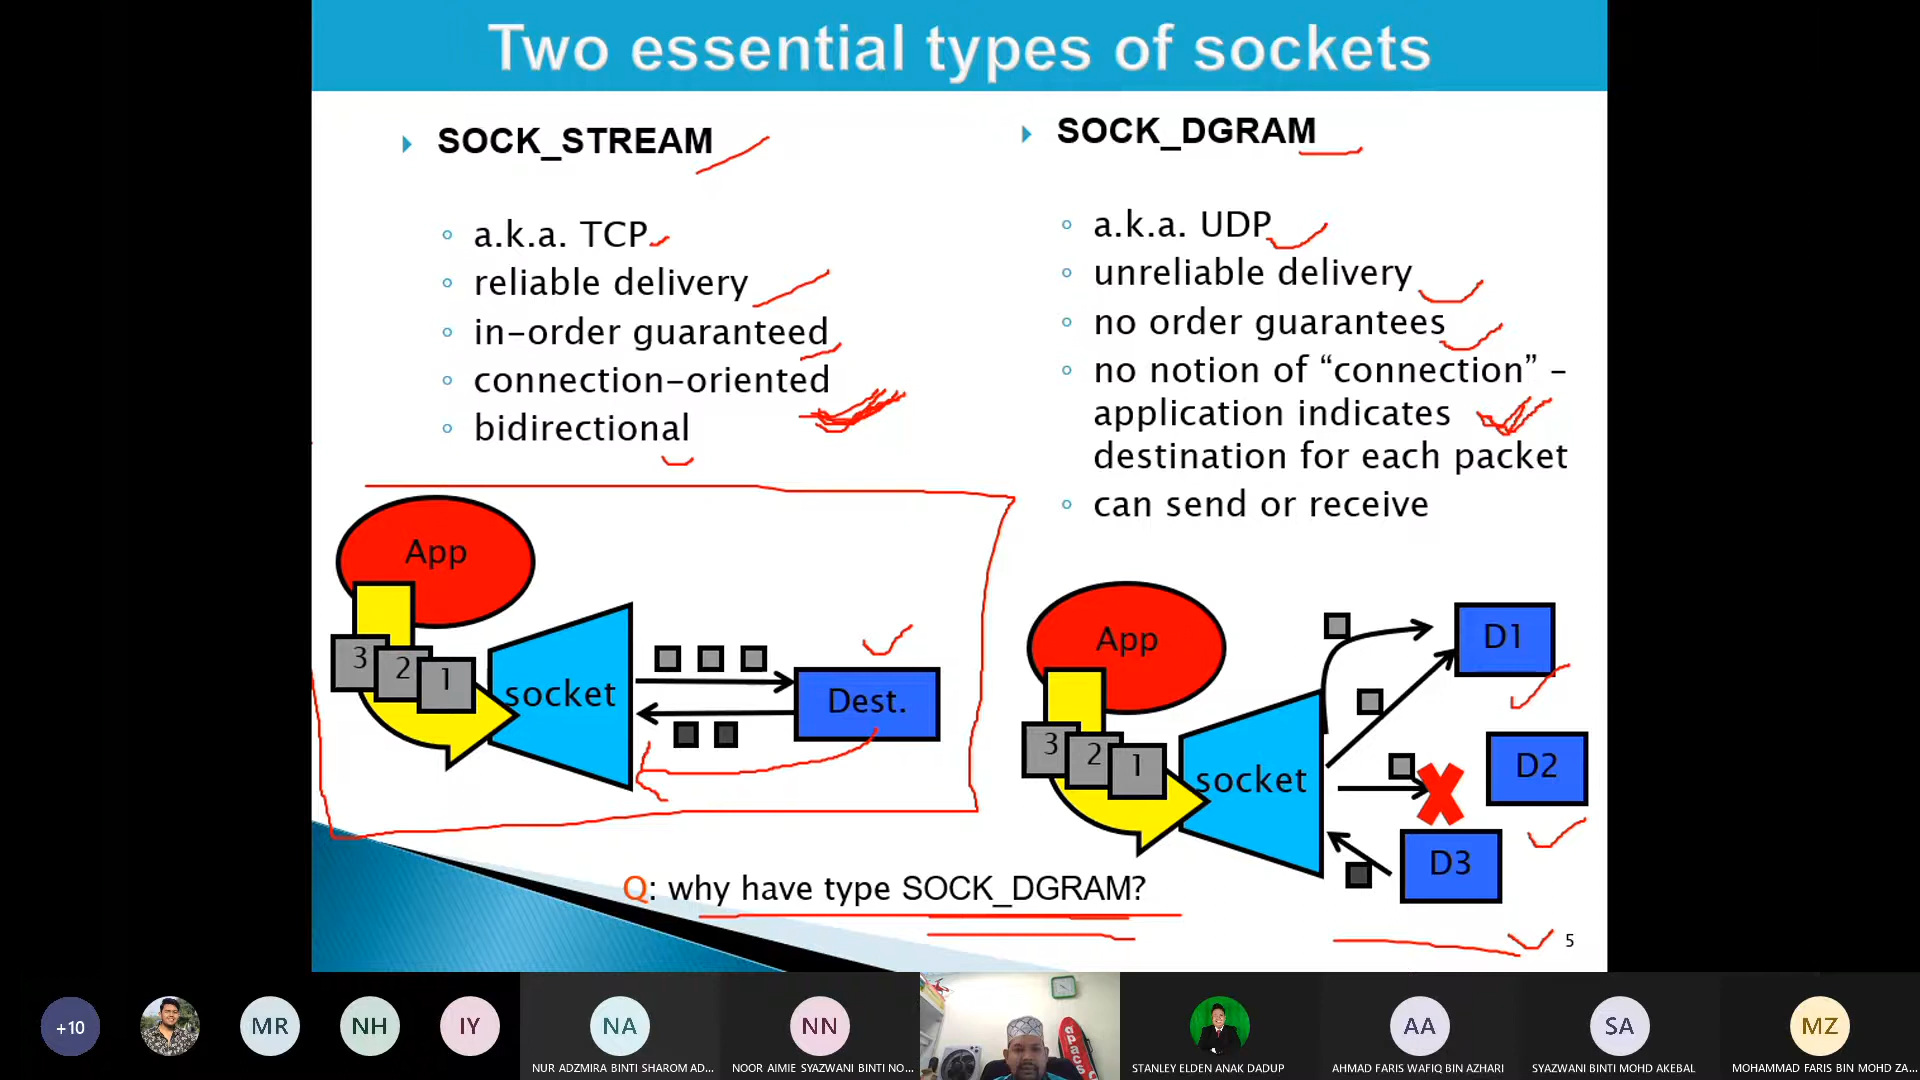 Two essential types of sockets
SOCK_STREAM
a.k.a. TCP
reliable delivery
in-order guaranteed
connection-oriented
bidirectional
SOCK_DGRAM
a.k.a. UDP
unreliable delivery
no order guarantees
no notion of “connection” –
application indicates
destination for each packet
can send or receive
App
3 2 1
socket
Dest.
App
3 2 1
socket
D1
D2
D3
Q: why have type SOCK_DGRAM?
5
+10
MR
NH
IY
NA
NUR ADZMIRA BINTI SHAROM AD...
NN
NOOR AIMIE SYAZWANI BINTI NO...
STANLEY ELDEN ANAK DADUP
AA
AHMAD FARIS WAFIQ BIN AZHARI
SA
SYAZWANI BINTI MOHD AKEBAL
MZ
MOHAMMAD FARIS BIN MOHD ZA...